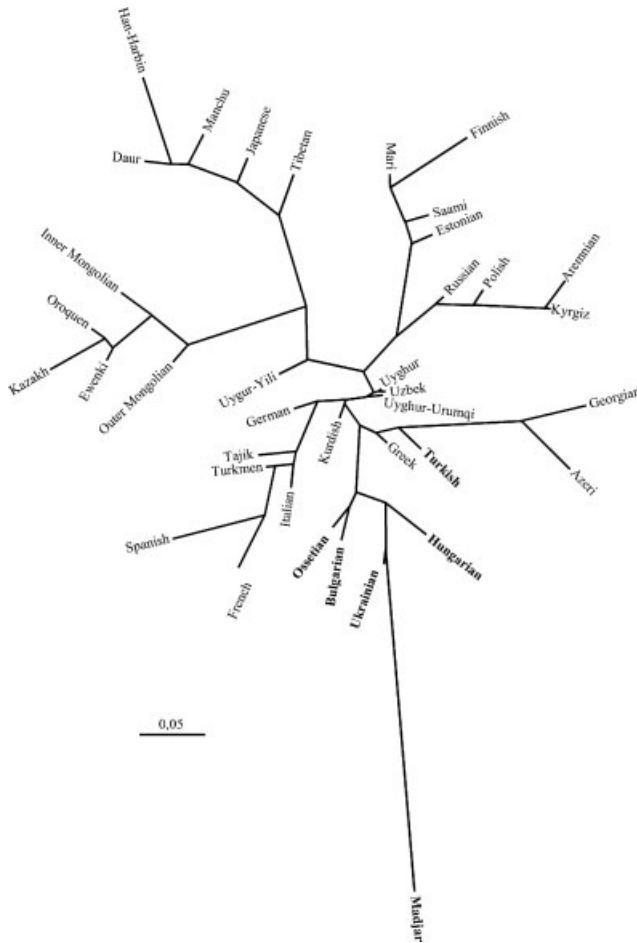 Han-Harbin
Manchu
Japanese
Tibetan
Daur
Mari
Finnish
Saami
Estonian
Inner Mongolian
Oroquen
Kazakh
Ewenki
Outer Mongolian
Russian
Polish
Aremnian
Kyrgiz
Uygur-Yili
Uyghur
Uzbek
Uyghur-Urumqi
German
Kurdish
Greek
Turkish
Georgian
Azeri
Tajik
Turkmen
Italian
Spanish
French
Ossetian
Bulgarian
Ukrainian
Hungarian
0,05
Madjar